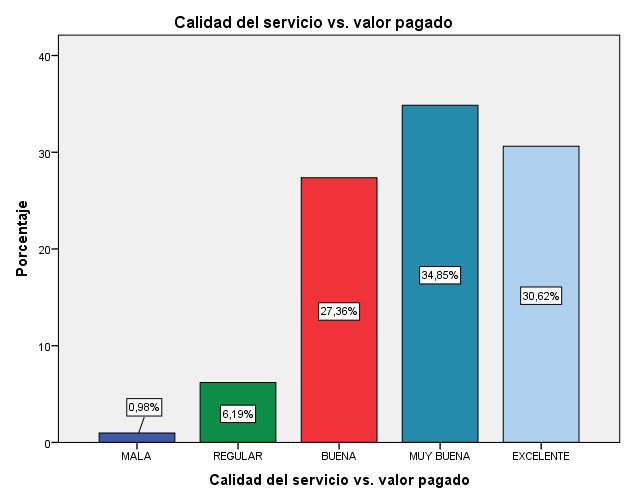 Calidad del servicio vs. valor pagado
Porcentaje
40
30
20
10
0
0,98%
6,19%
27,36%
34,85%
30,62%
MALA
REGULAR
BUENA
MUY BUENA
EXCELENTE
Calidad del servicio vs. valor pagado